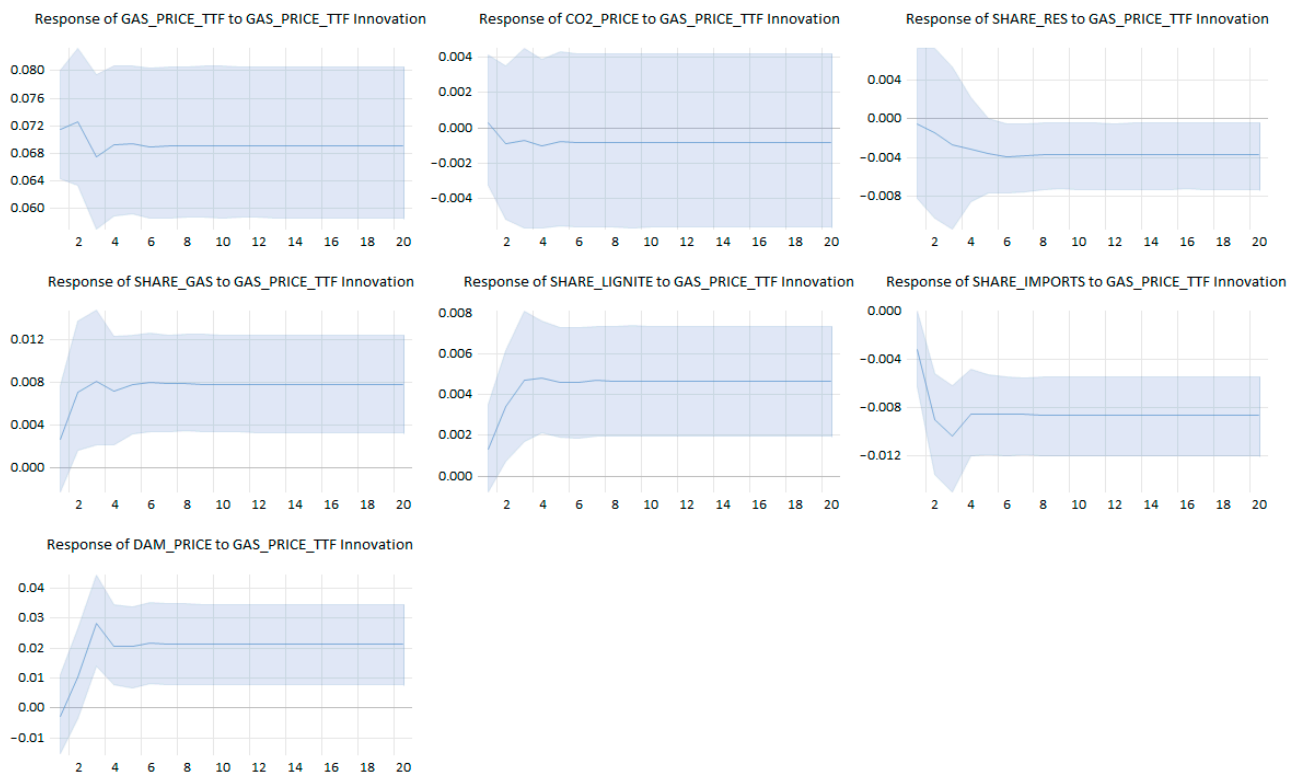 Response of GAS_PRICE_TTF to GAS_PRICE_TTF Innovation
0.080
0.076
0.072
0.068
0.064
0.060
2 4 6 8 10 12 14 16 18 20
Response of CO2_PRICE to GAS_PRICE_TTF Innovation
0.004
0.002
0.000
−0.002
−0.004
2 4 6 8 10 12 14 16 18 20
Response of SHARE_RES to GAS_PRICE_TTF Innovation
0.004
0.000
−0.004
−0.008
2 4 6 8 10 12 14 16 18 20
Response of SHARE_GAS to GAS_PRICE_TTF Innovation
0.012
0.008
0.004
0.000
2 4 6 8 10 12 14 16 18 20
Response of SHARE_LIGNITE to GAS_PRICE_TTF Innovation
0.008
0.006
0.004
0.002
0.000
2 4 6 8 10 12 14 16 18 20
Response of SHARE_IMPORTS to GAS_PRICE_TTF Innovation
0.000
−0.004
−0.008
−0.012
2 4 6 8 10 12 14 16 18 20
Response of DAM_PRICE to GAS_PRICE_TTF Innovation
0.04
0.03
0.02
0.01
0.00
−0.01
2 4 6 8 10 12 14 16 18 20